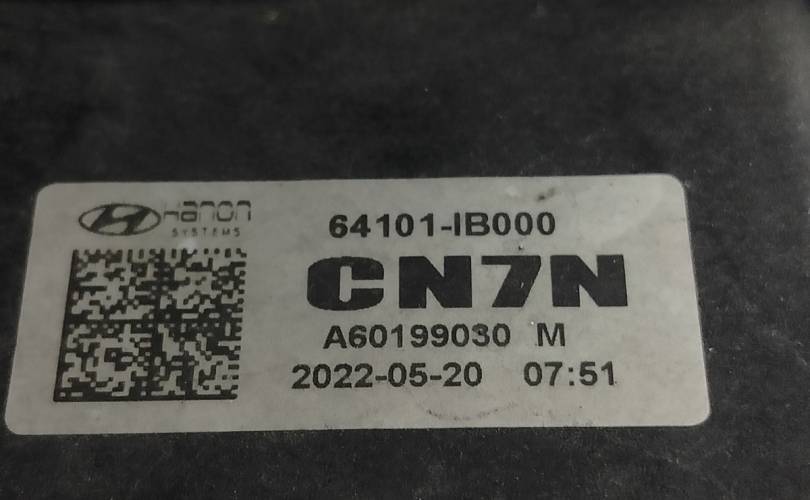 Hanon
SYSTEMS
64101-IB000
CN7N
A60199030 M
2022-05-20 07:51